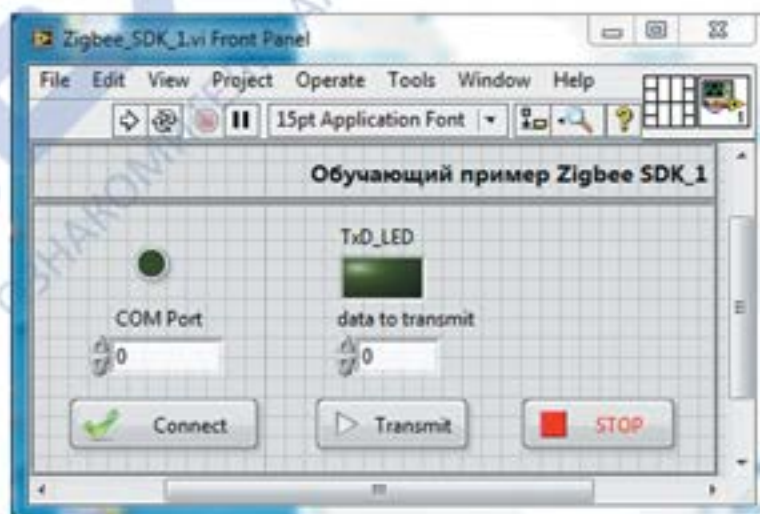 Zigbee_SDK_1.vi Front Panel
File Edit View Project Operate Tools Window Help
15pt Application Font
1
Обучающий пример Zigbee SDK_1
TxD_LED
COM Port data to transmit
0 0
Connect Transmit STOP